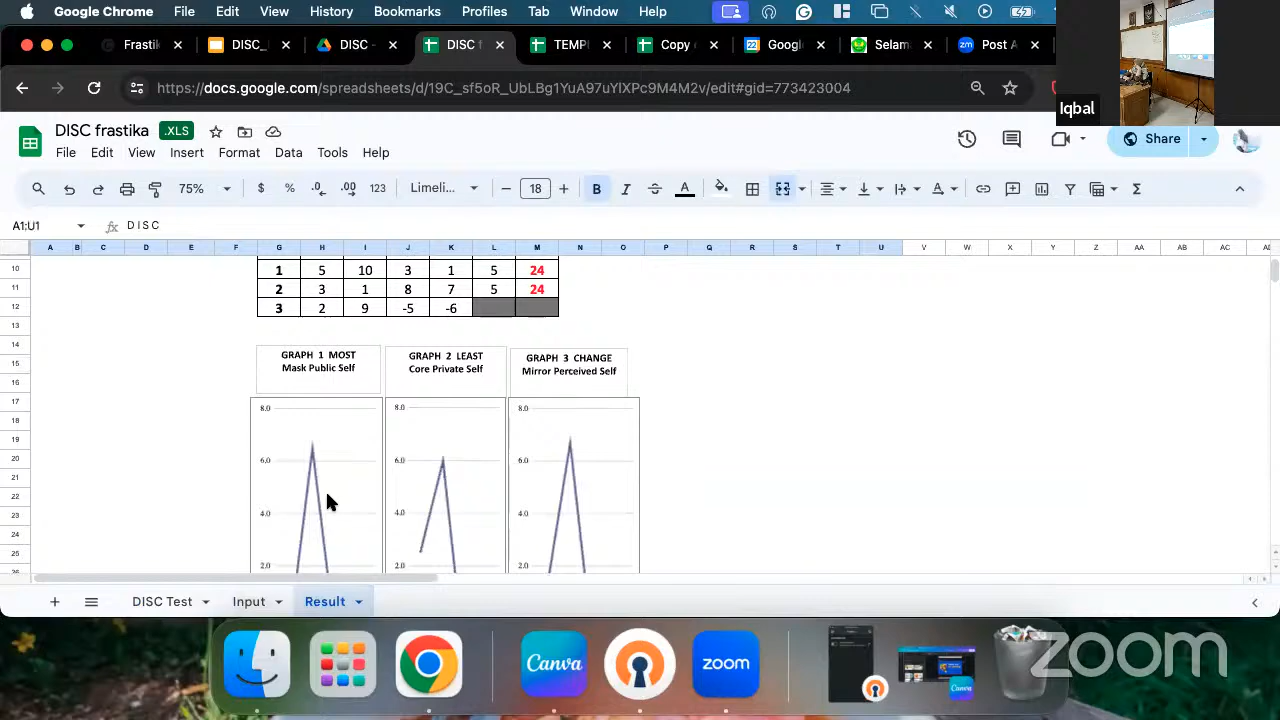 Google Chrome File Edit View History Bookmarks Profiles Tab Window Help
Frasti DISC_ DISC - DISC f TEMPL Copy Google Selam Post A
https://docs.google.com/spreadsheets/d/19C_sf5oR_UbLBg1YuA97uYlXPc9M4M2v/edit#gid=773423004
Iqbal
DISC frastika .XLS
Share
File Edit View Insert Format Data Tools Help
75% $ % .0 .00 123 Limeli... − 18 + B I A Σ
A1:U1 fx D I S C
A B C D E F G H I J K L M N O P Q R S T U V W X Y Z AA AB AC
10 1 5 10 3 1 5 24
11 2 3 1 8 7 5 24
12 3 2 9 -5 -6
13
14
15
16
17
18
19
20
21
22
23
24
25
GRAPH 1 MOST
Mask Public Self
GRAPH 2 LEAST
Core Private Self
GRAPH 3 CHANGE
Mirror Perceived Self
8.0 8.0 8.0
6.0 6.0 6.0
4.0 4.0 4.0
2.0 2.0 2.0
+ DISC Test Input Result
Canva zoom Canva
zoom